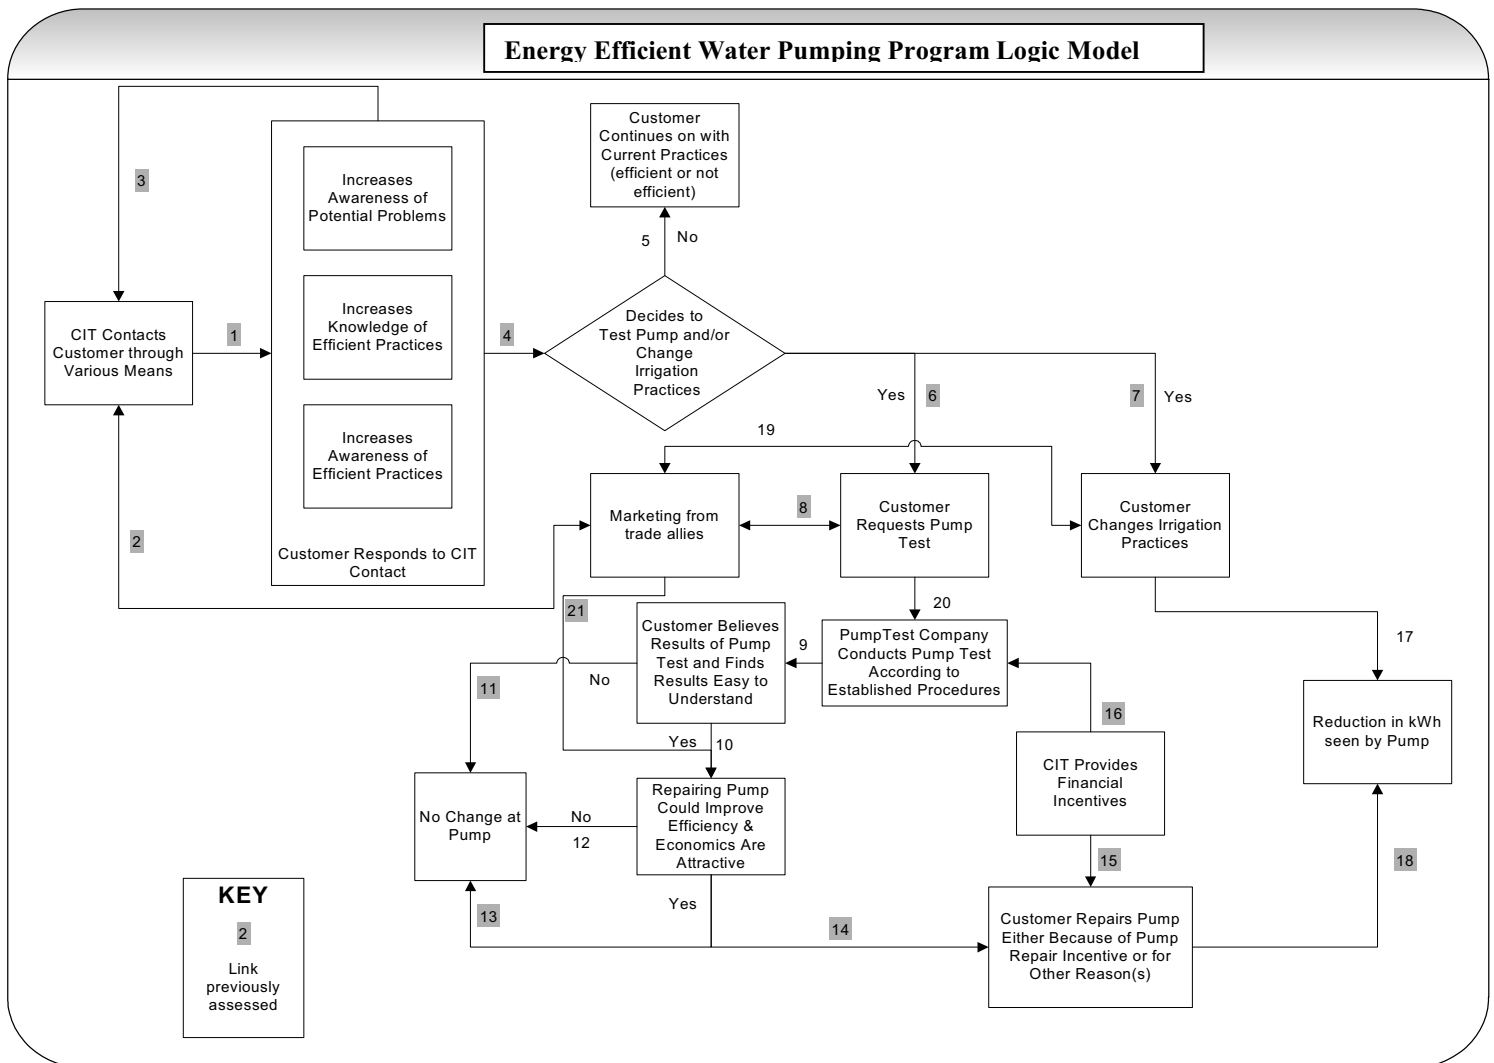 Energy Efficient Water Pumping Program Logic Model
Customer
Continues on with
Current Practices
(efficient or not
efficient)
3
Increases
Awareness of
Potential Problems
5
No
CIT Contacts
Customer through
Various Means
1
Increases
Knowledge of
Efficient Practices
4
Decides to
Test Pump and/or
Change
Irrigation
Practices
Yes
6
7
Yes
Increases
Awareness of
Efficient Practices
19
2
Customer Responds to CIT
Contact
Marketing from
trade allies
8
Customer
Requests Pump
Test
Customer
Changes Irrigation
Practices
21
20
17
Customer Believes
Results of Pump
Test and Finds
Results Easy to
Understand
9
PumpTest Company
Conducts Pump Test
According to
Established Procedures
11
No
16
Reduction in kWh
seen by Pump
Yes
10
CIT Provides
Financial
Incentives
No Change at
Pump
No
12
Repairing Pump
Could Improve
Efficiency &
Economics Are
Attractive
15
18
13
Yes
14
Customer Repairs Pump
Either Because of Pump
Repair Incentive or for
Other Reason(s)
KEY
2
Link
previously
assessed